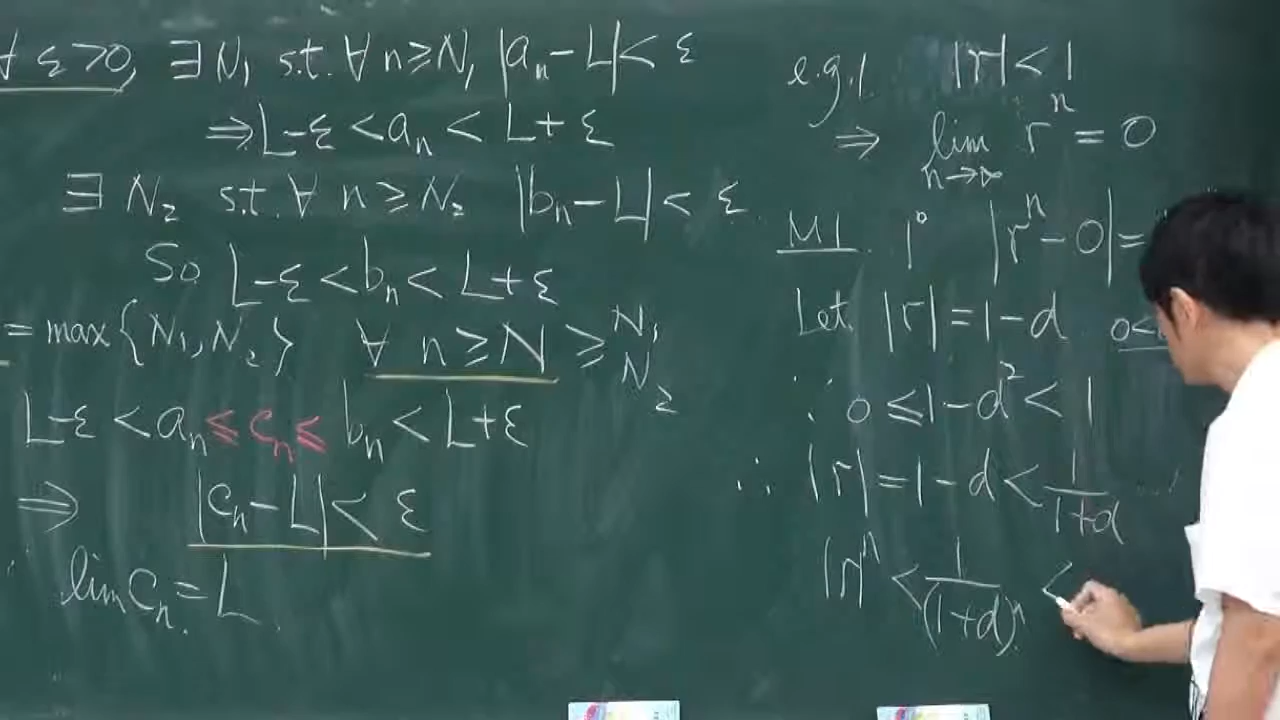 ∀ ε>0, ∃ N₁ s.t. ∀ n≥N₁ |aₙ-L|< ε
⇒ L-ε <aₙ < L+ε
∃ N₂ s.t. ∀ n≥N₂ |bₙ-L|< ε
So L-ε <bₙ< L+ε
= max{N₁,N₂} ∀ n≥N ≥ N₁ N₂
L-ε <aₙ ≤ cₙ ≤ bₙ < L+ε
⇒ |cₙ-L|< ε
lim cₙ = L.
e.g.1. |r|< 1
⇒ lim n→∞ rⁿ = 0
M1 1° |rⁿ-0|=
Let |r|=1-d 0<
∵ 0 ≤1-d²< 1
∴ |r|=1-d < 1/(1+d)
|r|ⁿ < 1/(1+d)ⁿ <